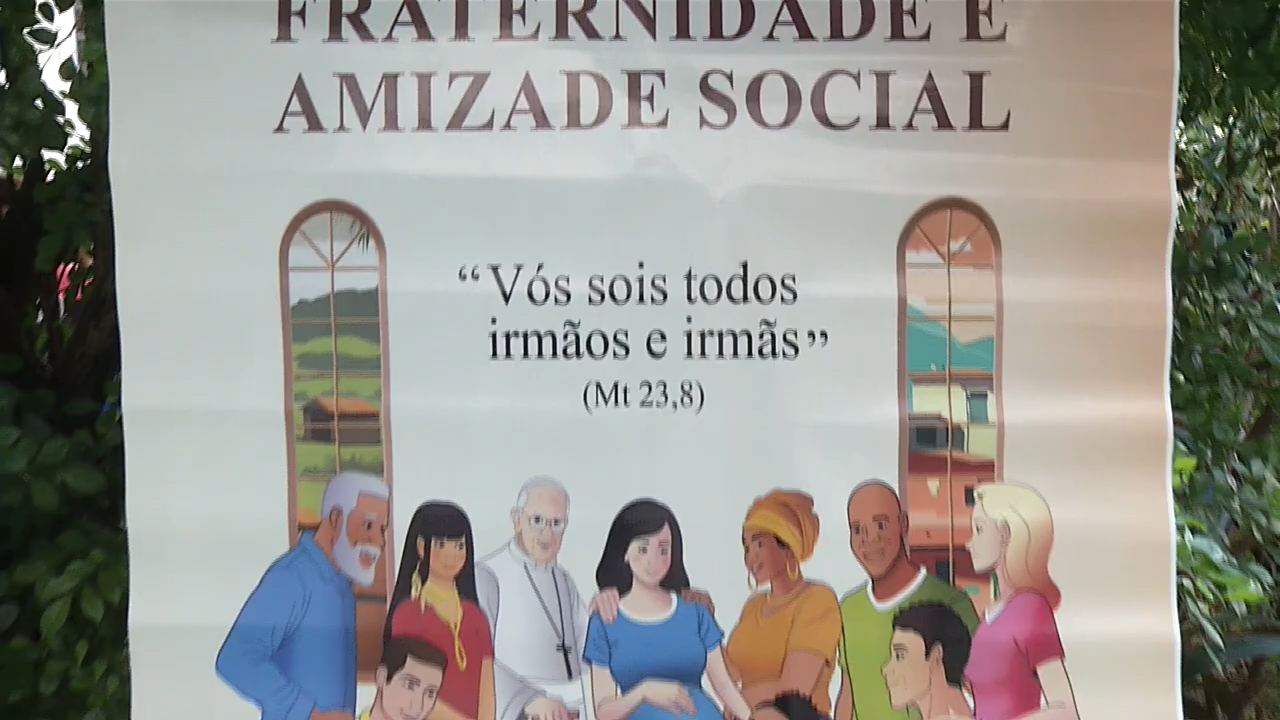 FRATERNIDADE E
AMIZADE SOCIAL
“Vós sois todos
irmãos e irmãs”
(Mt 23,8)